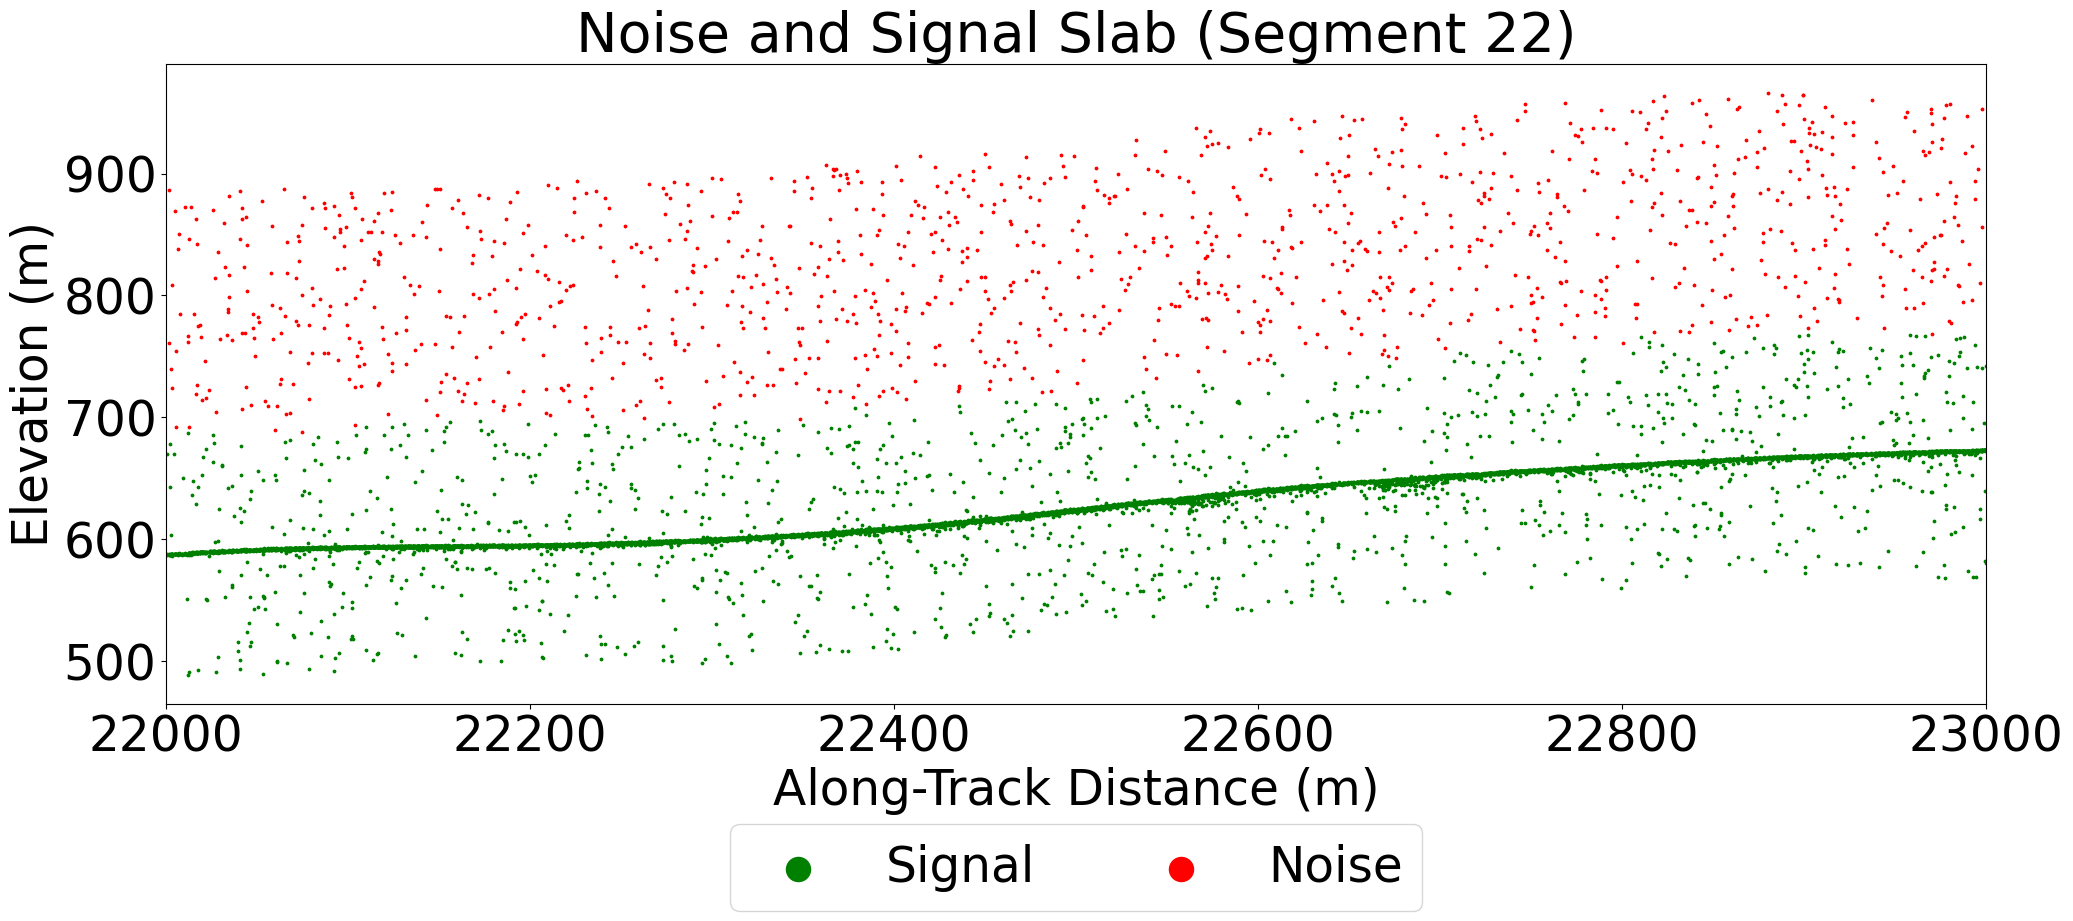 Noise and Signal Slab (Segment 22)
Elevation (m)
900
800
700
600
500
22000 22200 22400 22600 22800 23000
Along-Track Distance (m)
Signal Noise